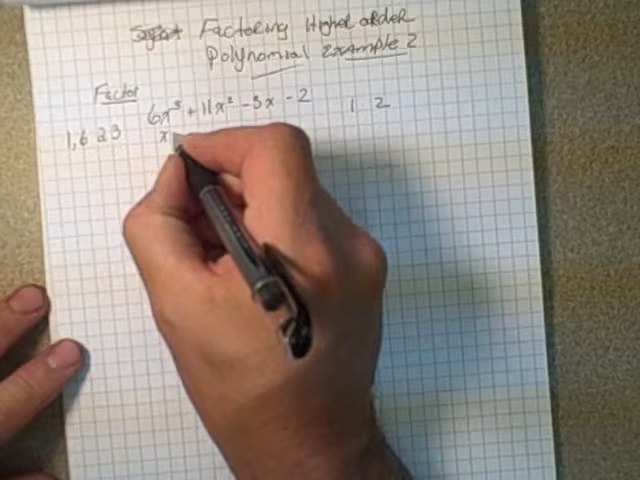 Factoring Higher order
Polynomial Example 2
Factor
6x³ + 11x² - 3x - 2 1 2
1,6 2 3 x